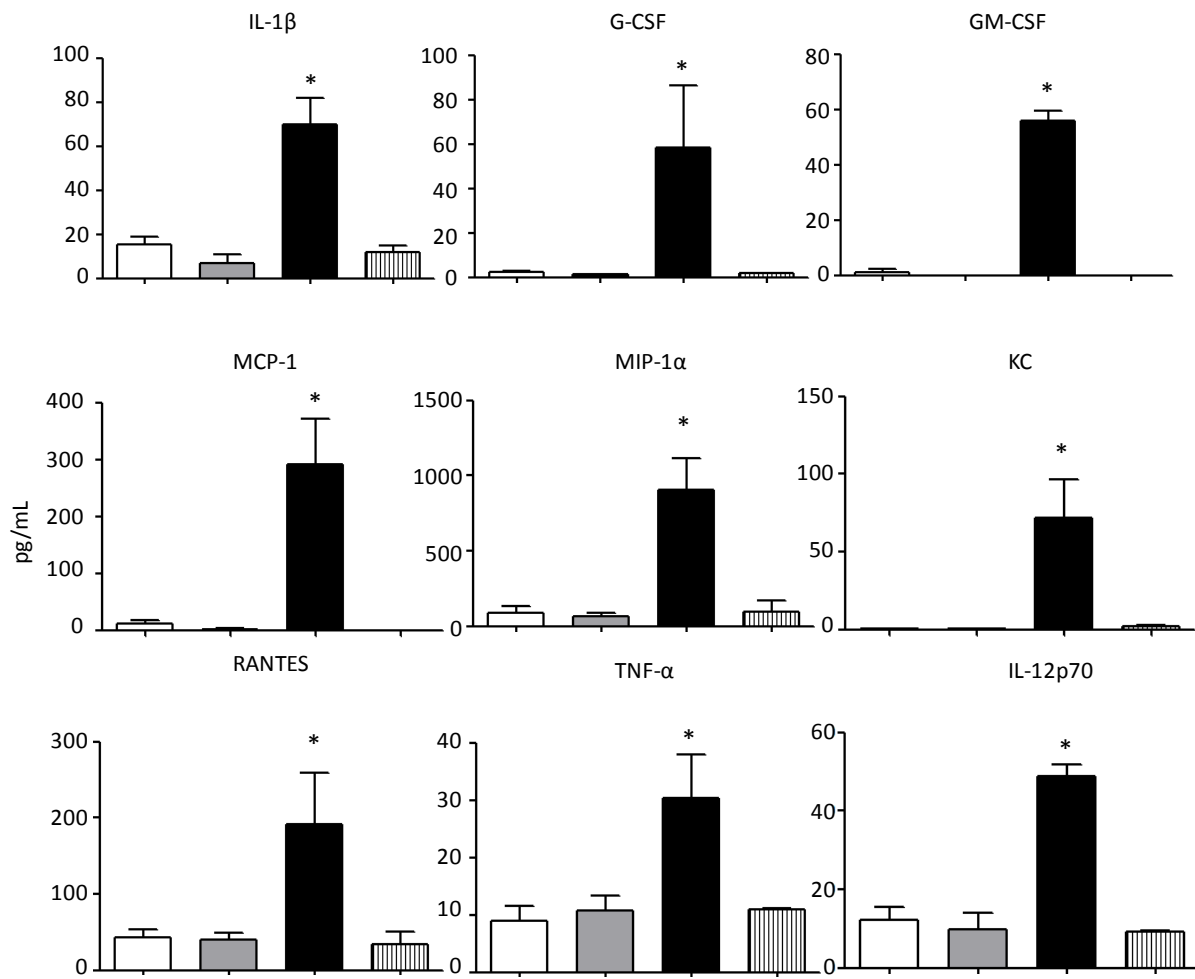 IL-1β G-CSF GM-CSF
100 100 80
* * *
80 80 60
60 60
40 40 40
20 20 20
0 0 0
MCP-1 MIP-1α KC
400 1500 150
* * *
300 1000 100
200
500 50
100
0 0 0
pg/mL
RANTES TNF-α IL-12p70
300 40 60
* * *
200 30 40
20
100 10 20
0 0 0